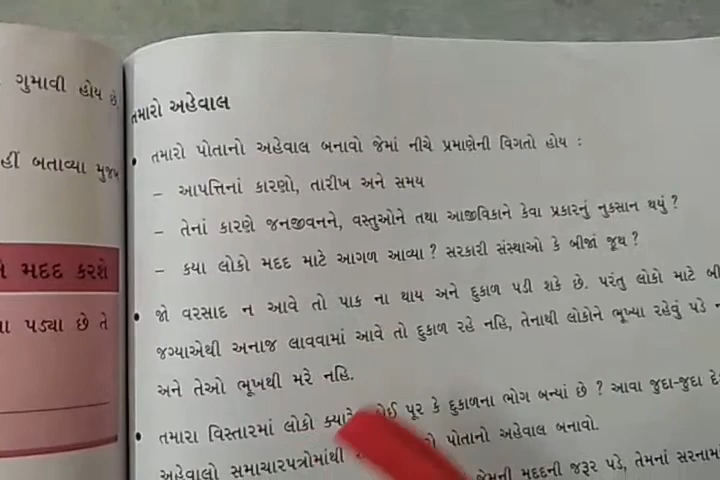 ગુમાવી હોય છે
હીં બતાવ્યા મુજબ
મદદ કરશે
પડ્યા છે તે
તમારો અહેવાલ
• તમારો પોતાનો અહેવાલ બનાવો જેમાં નીચે પ્રમાણેની વિગતો હોય :
– આપત્તિનાં કારણો, તારીખ અને સમય
– તેનાં કારણે જનજીવનને, વસ્તુઓને તથા આજીવિકાને કેવા પ્રકારનું નુકસાન થયું ?
– કયા લોકો મદદ માટે આગળ આવ્યા ? સરકારી સંસ્થાઓ કે બીજાં જૂથ ?
• જો વરસાદ ન આવે તો પાક ના થાય અને દુકાળ પડી શકે છે. પરંતુ લોકો માટે બી
જગ્યાએથી અનાજ લાવવામાં આવે તો દુકાળ રહે નહિ, તેનાથી લોકોને ભૂખ્યા રહેવું પડે
અને તેઓ ભૂખથી મરે નહિ.
• તમારા વિસ્તારમાં લોકો ક્યારે પૂર કે દુકાળના ભોગ બન્યાં છે ? આવા જુદા-જુદા
અહેવાલો સમાચારપત્રોમાંથી પોતાનો અહેવાલ બનાવો.
જેમની મદદની જરૂર પડે, તેમનાં સરનામાં